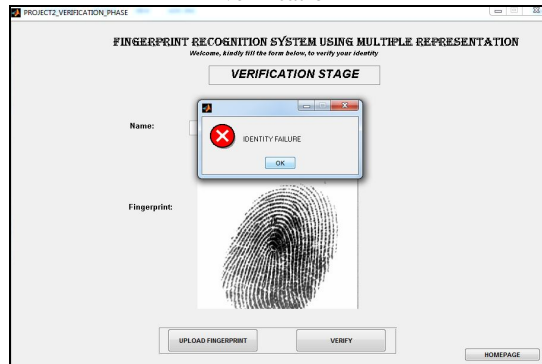 PROJECT2_VERIFICATION_PHASE
FINGERPRINT RECOGNITION SYSTEM USING MULTIPLE REPRESENTATION
Welcome, kindly fill the form below, to verify your identity
VERIFICATION STAGE
Name:
IDENTITY FAILURE
OK
Fingerprint:
UPLOAD FINGERPRINT
VERIFY
HOMEPAGE